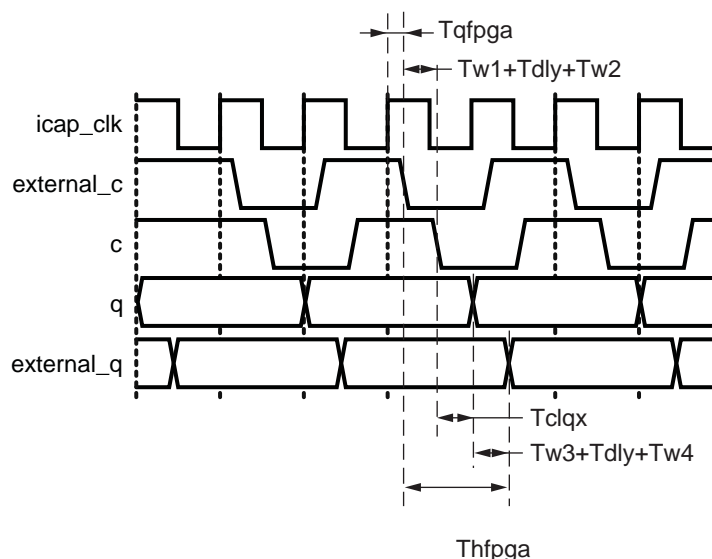 Tqfpga
Tw1+Tdly+Tw2
icap_clk
external_c
c
q
external_q
Tclqx
Tw3+Tdly+Tw4
Thfpga